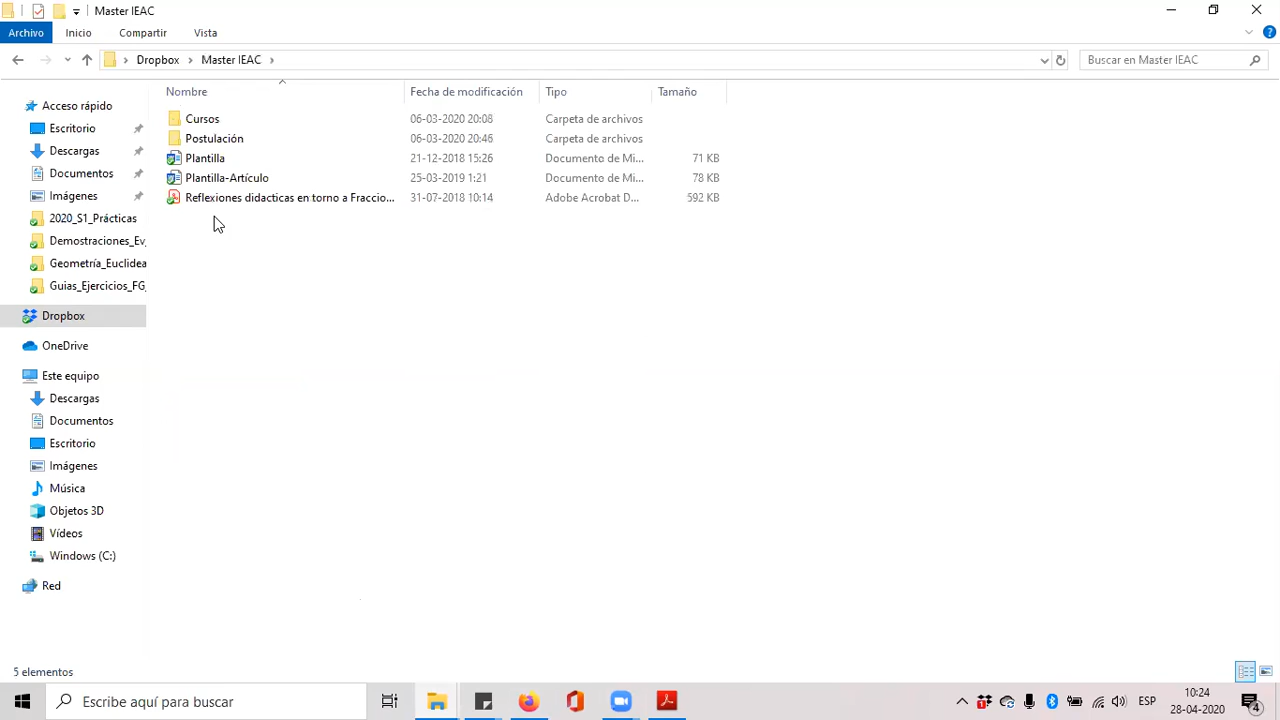 Master IEAC
Archivo Inicio Compartir Vista
Dropbox Master IEAC Buscar en Master IEAC
Nombre Fecha de modificación Tipo Tamaño
Cursos 06-03-2020 20:08 Carpeta de archivos
Postulación 06-03-2020 20:46 Carpeta de archivos
Plantilla 21-12-2018 15:26 Documento de Mi... 71 KB
Plantilla-Artículo 25-03-2019 1:21 Documento de Mi... 78 KB
Reflexiones didacticas en torno a Fraccio... 31-07-2018 10:14 Adobe Acrobat D... 592 KB
Acceso rápido
Escritorio
Descargas
Documentos
Imágenes
2020_S1_Prácticas
Demostraciones_Ev
Geometría_Euclidea
Guias_Ejercicios_FG
Dropbox
OneDrive
Este equipo
Descargas
Documentos
Escritorio
Imágenes
Música
Objetos 3D
Vídeos
Windows (C:)
Red
5 elementos
Escribe aquí para buscar
ESP
10:24
28-04-2020
4